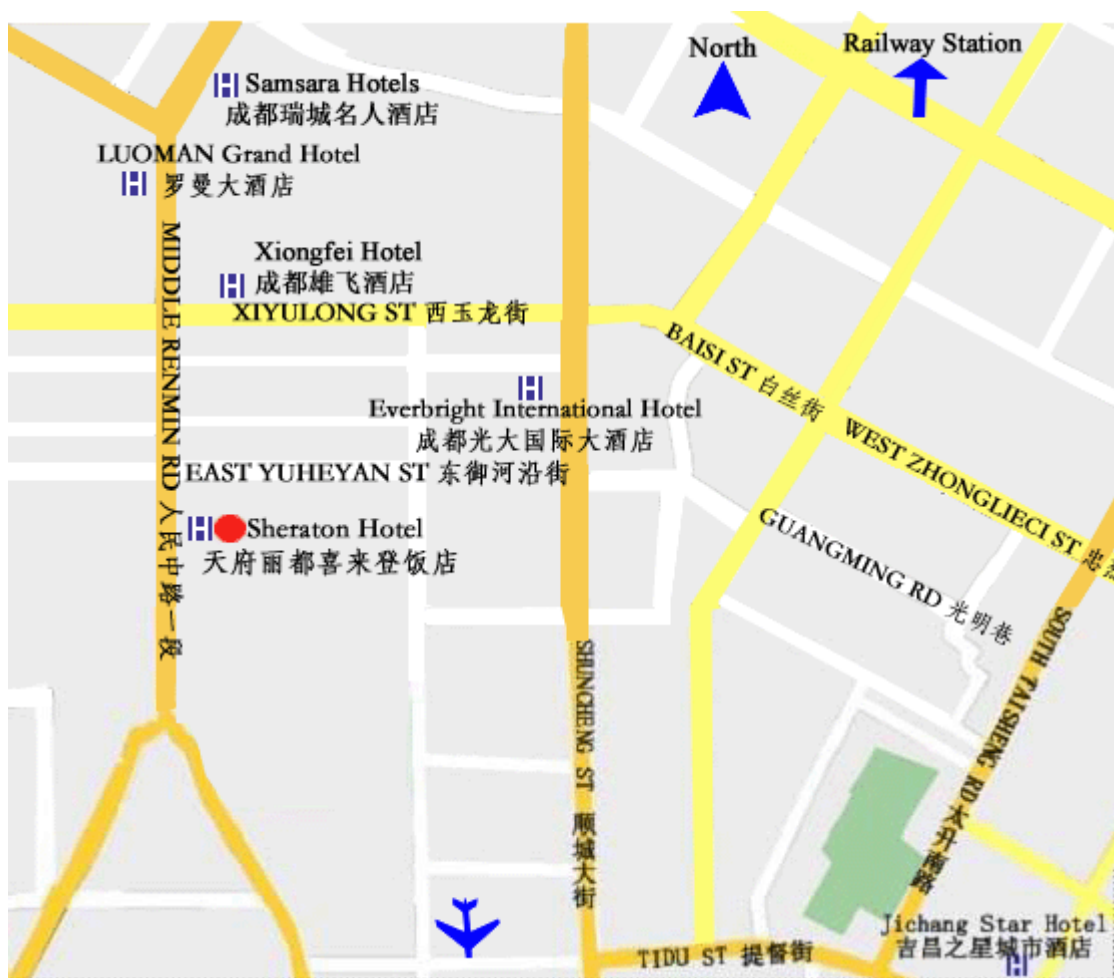 North
Railway Station
Samsara Hotels
成都瑞城名人酒店
LUOMAN Grand Hotel
罗曼大酒店
MIDDLE RENMIN RD 人民中路一段
Xiongfei Hotel
成都雄飞酒店
XIYULONG ST 西玉龙街
BAISI ST 白丝街
Everbright International Hotel
成都光大国际大酒店
WEST ZHONGLIECI ST 忠烈
EAST YUHEYAN ST 东御河沿街
Sheraton Hotel
天府丽都喜来登饭店
GUANGMING RD 光明巷
SOUTH TAISHENG RD 太升南路
SHUNCHENG ST 顺城大街
Jichang Star Hotel
吉昌之星城市酒店
TIDU ST 提督街